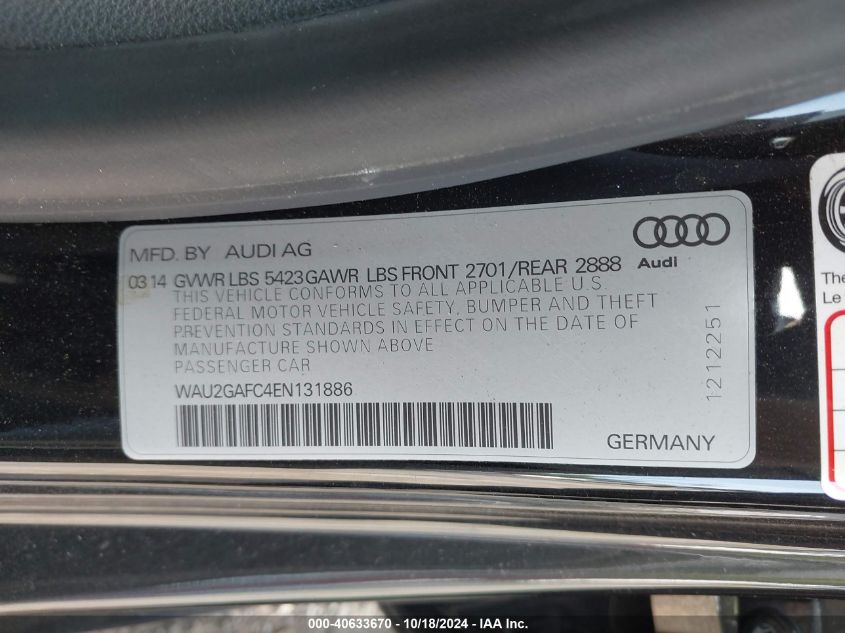 MFD. BY AUDI AG
03 14 GVWR LBS 5423 GAWR LBS FRONT 2701/REAR 2888
Audi
THIS VEHICLE CONFORMS TO ALL APPLICABLE U.S
FEDERAL MOTOR VEHICLE SAFETY, BUMPER AND THEFT
PREVENTION STANDARDS IN EFFECT ON THE DATE OF
MANUFACTURE SHOWN ABOVE
PASSENGER CAR
WAU2GAFC4EN131886
GERMANY
1212251
The
Le
000-40633670 - 10/18/2024 - IAA Inc.